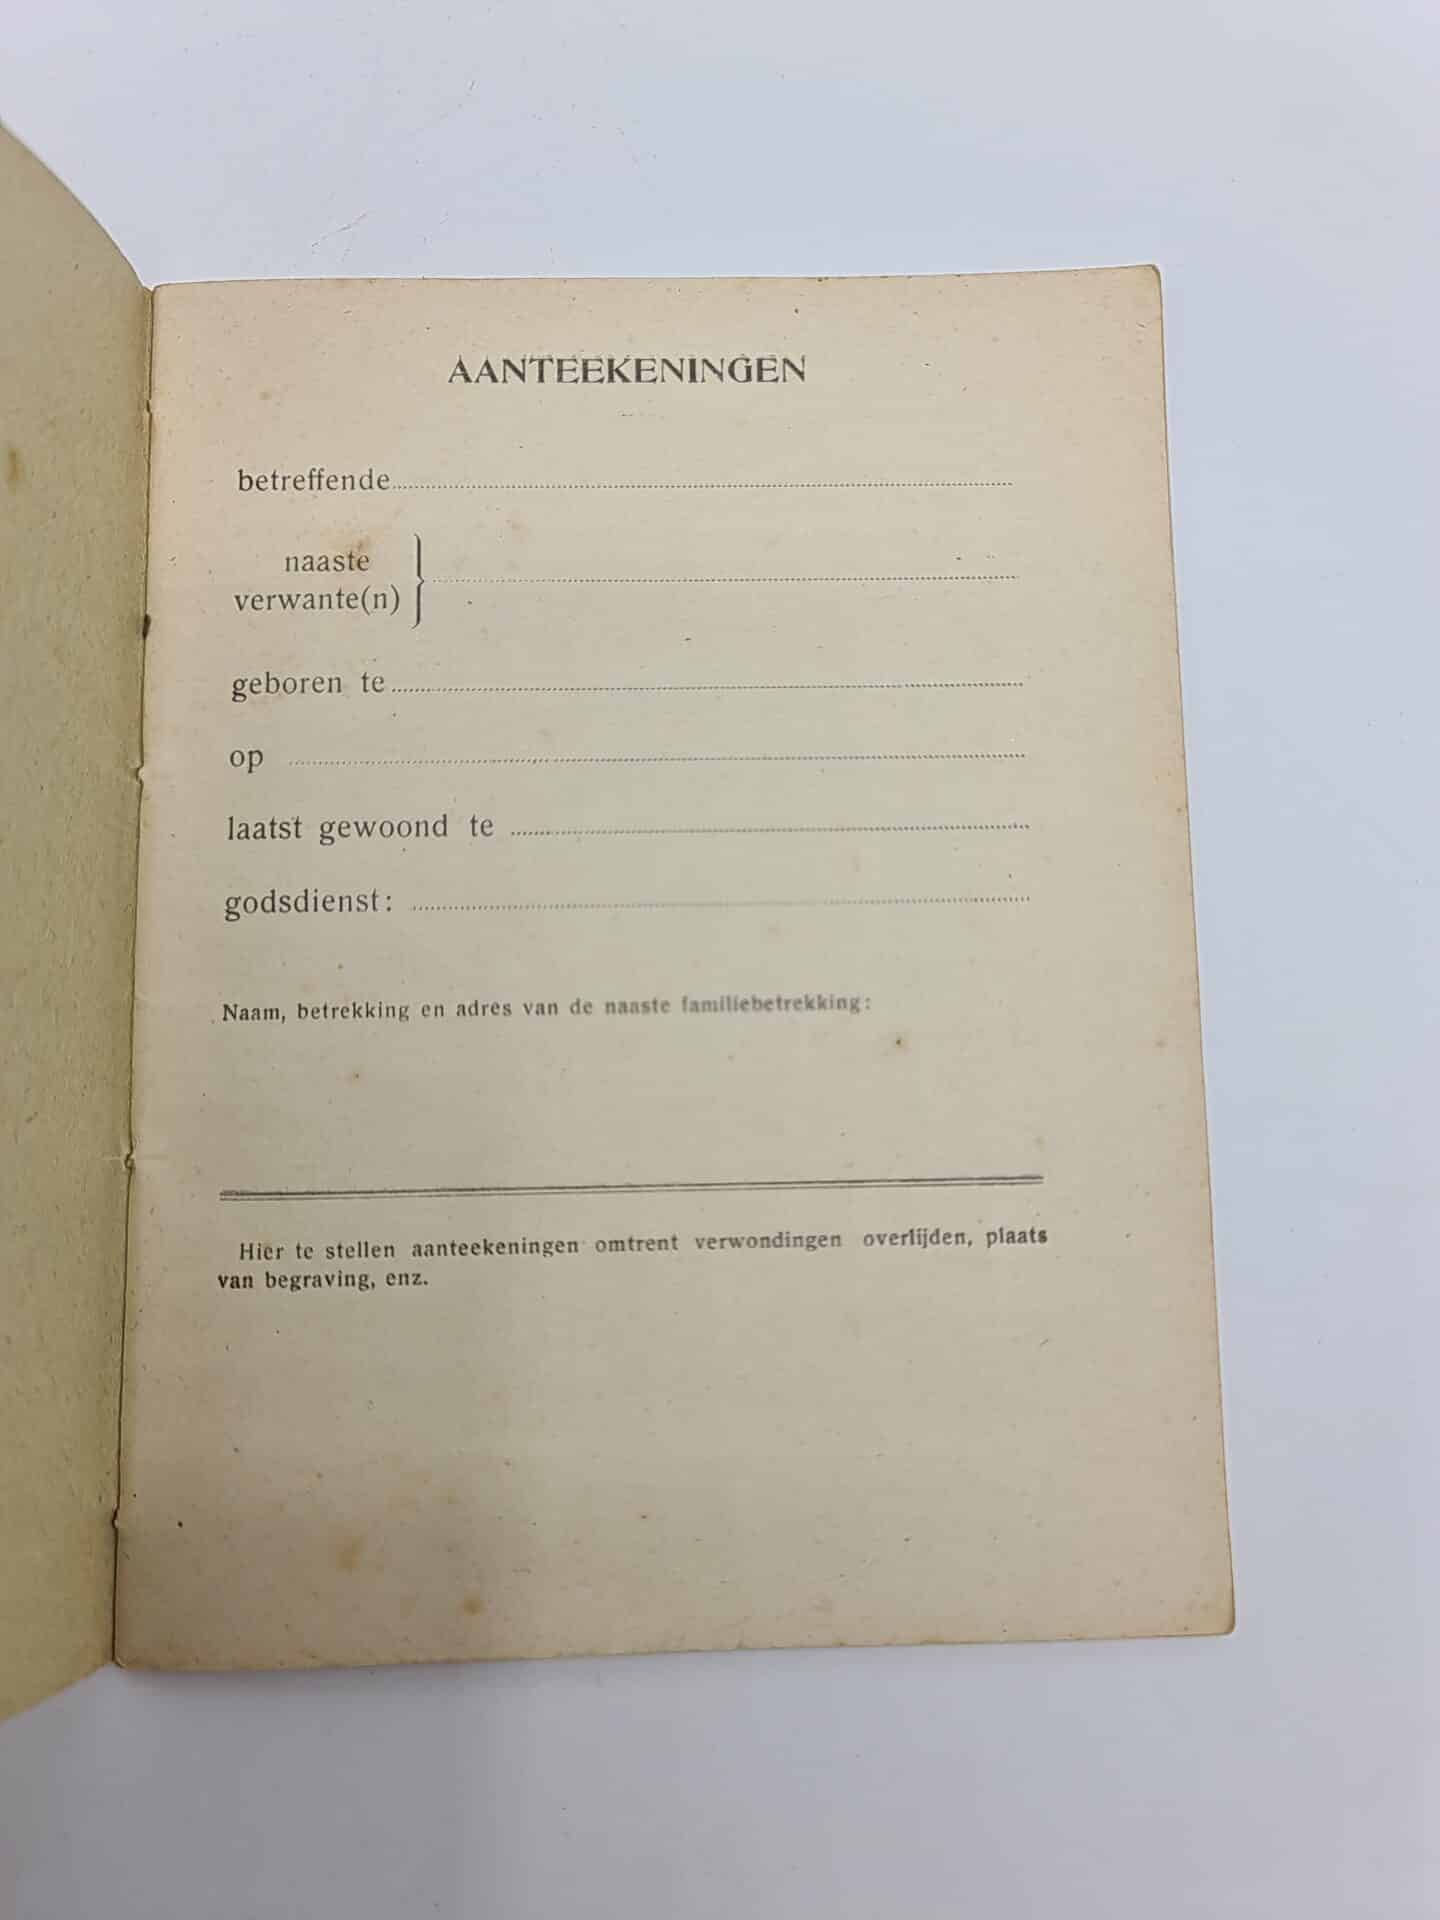 AANTEEKENINGEN
betreffende
naaste
verwante(n)
geboren te
op
laatst gewoond te
godsdienst:
Naam, betrekking en adres van de naaste familiebetrekking:
Hier te stellen aanteekeningen omtrent verwondingen overlijden, plaats
van begraving, enz.